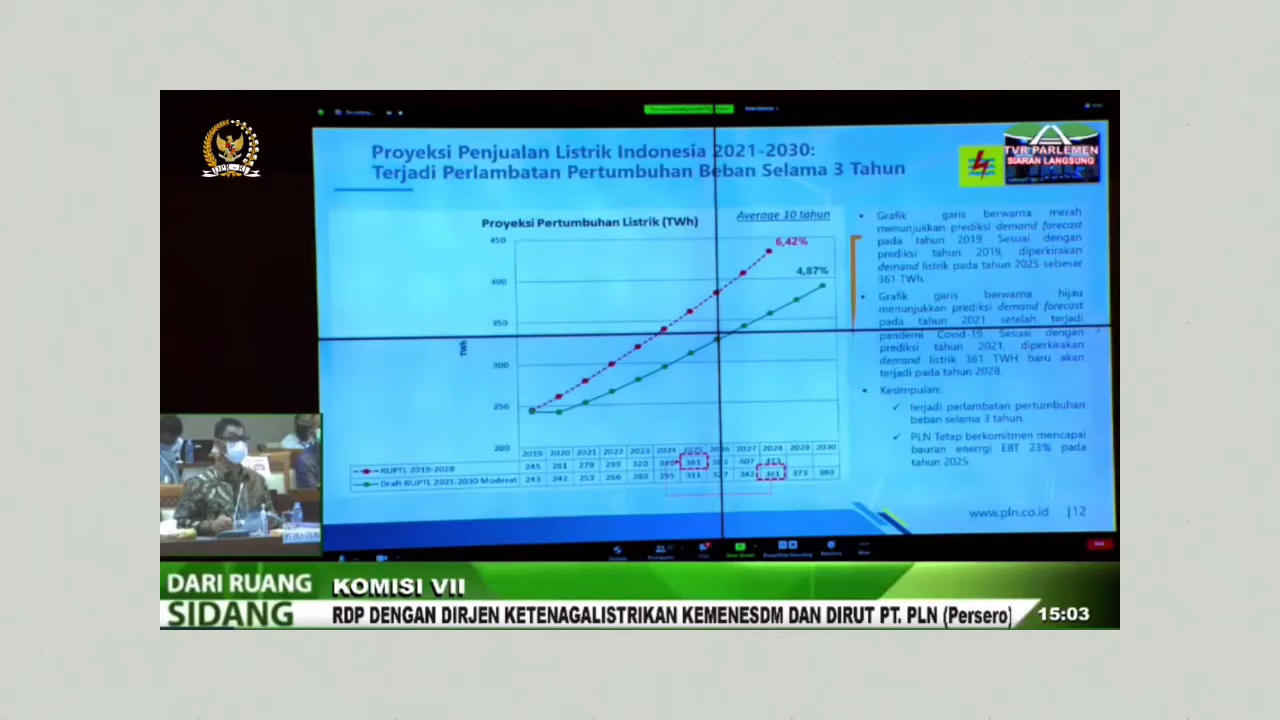 DPR - RI
TVR PARLEMEN
SIARAN LANGSUNG
Proyeksi Penjualan Listrik Indonesia 2021-2030:
Terjadi Perlambatan Pertumbuhan Beban Selama 3 Tahun
Proyeksi Pertumbuhan Listrik (TWh)
Average 10 tahun
6,42%
4,87%
450
400
350
300
250
200
TWh
2019 2020 2021 2022 2023 2024 2025 2026 2027 2028 2029 2030
RUPTL 2019-2028
245 261 279 299 320 361 407 433
Draft RUPTL 2021-2030 Moderat
243 242 253 266 280 295 311 327 342 361 373 390
• Grafik garis berwarna merah
menunjukkan prediksi demand forecast
pada tahun 2019. Sesuai dengan
prediksi tahun 2019, diperkirakan
demand listrik pada tahun 2025 sebesar
361 TWh.
• Grafik garis berwarna hijau
menunjukkan prediksi demand forecast
pada tahun 2021 setelah terjadi
pandemi Covid-19. Sesuai dengan
prediksi tahun 2021, diperkirakan
demand listrik 361 TWH baru akan
terjadi pada tahun 2028.
• Kesimpulan:
✓ terjadi perlambatan pertumbuhan
beban selama 3 tahun.
✓ PLN Tetap berkomitmen mencapai
bauran energi EBT 23% pada
tahun 2025.
www.pln.co.id |12
DARI RUANG
SIDANG
KOMISI VII
RDP DENGAN DIRJEN KETENAGALISTRIKAN KEMENESDM DAN DIRUT PT. PLN (Persero)
15:03